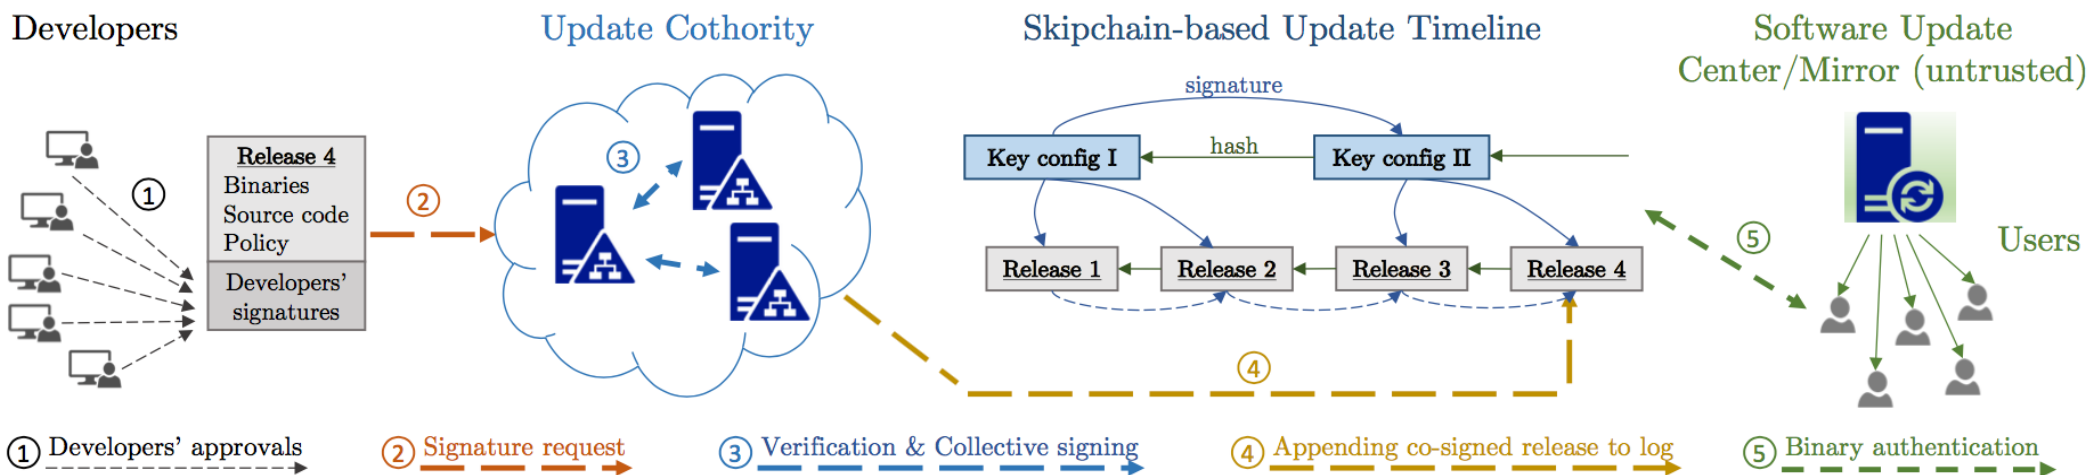 Developers
Update Cothority
Skipchain-based Update Timeline
Software Update
Center/Mirror (untrusted)
1
Release 4
Binaries
Source code
Policy
Developers’
signatures
2
3
signature
Key config I
hash
Key config II
Release 1
Release 2
Release 3
Release 4
4
5
Users
1 Developers’ approvals
2 Signature request
3 Verification & Collective signing
4 Appending co-signed release to log
5 Binary authentication